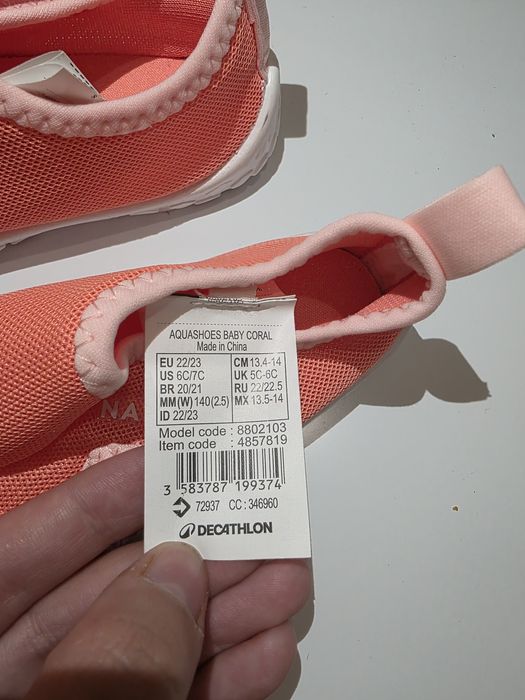 AQUASHOES BABY CORAL
Made in China
EU 22/23 CM 13.4-14
US 6C/7C UK 5C-6C
BR 20/21 RU 22/22.5
MM(W) 140(2.5) MX 13.5-14
ID 22/23
Model code : 8802103
Item code : 4857819
3 583787 199374
72937 CC : 346960
DECATHLON
NA